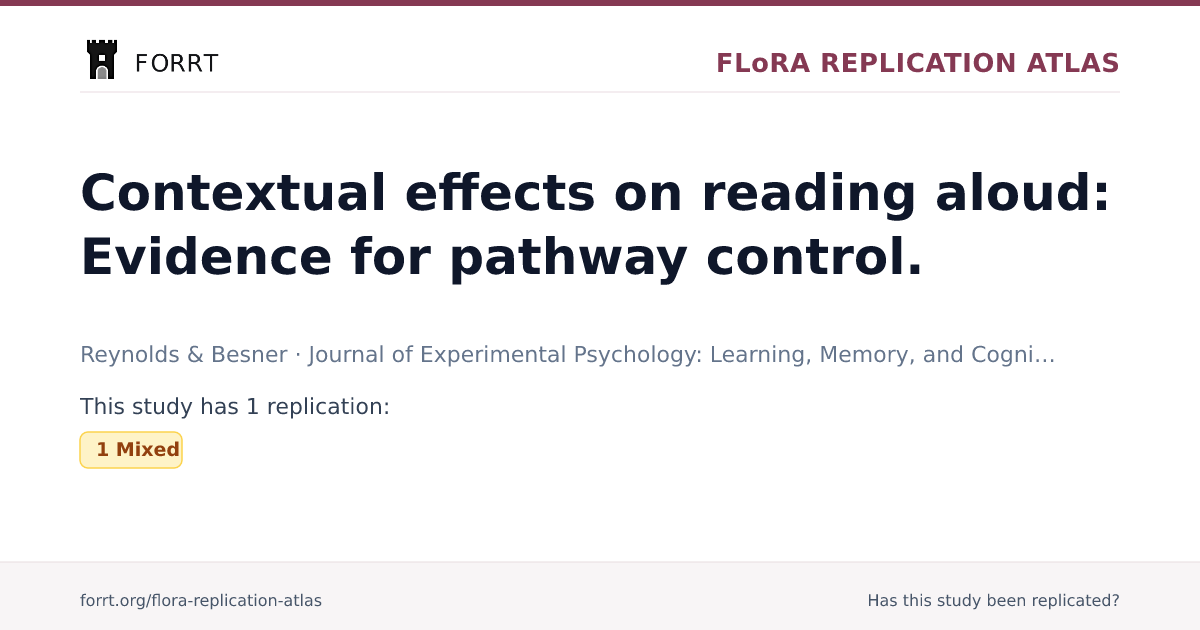 FORRT
FLoRA REPLICATION ATLAS
Contextual effects on reading aloud:
Evidence for pathway control.
Reynolds & Besner · Journal of Experimental Psychology: Learning, Memory, and Cogni…
This study has 1 replication:
1 Mixed
forrt.org/flora-replication-atlas
Has this study been replicated?